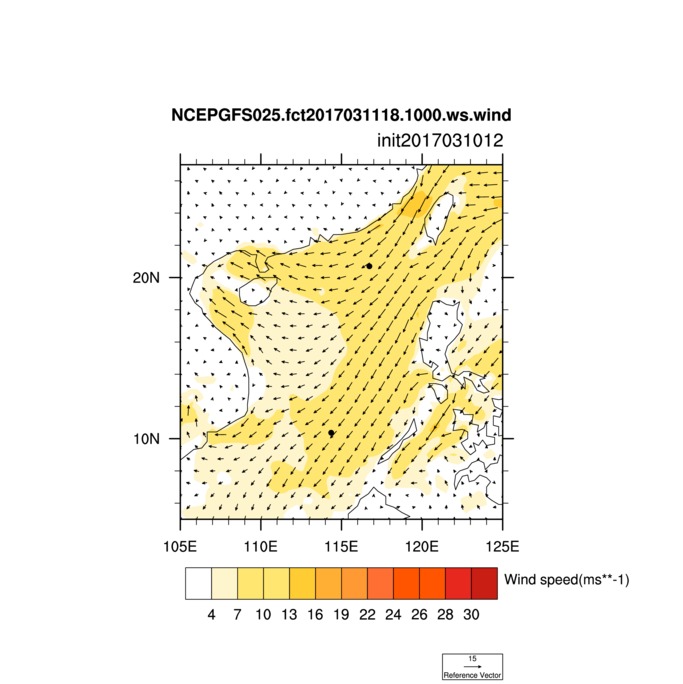 NCEPGFS025.fct2017031118.1000.ws.wind
init2017031012
20N
10N
105E 110E 115E 120E 125E
Wind speed(ms**-1)
4 7 10 13 16 19 22 24 26 28 30
15
Reference Vector